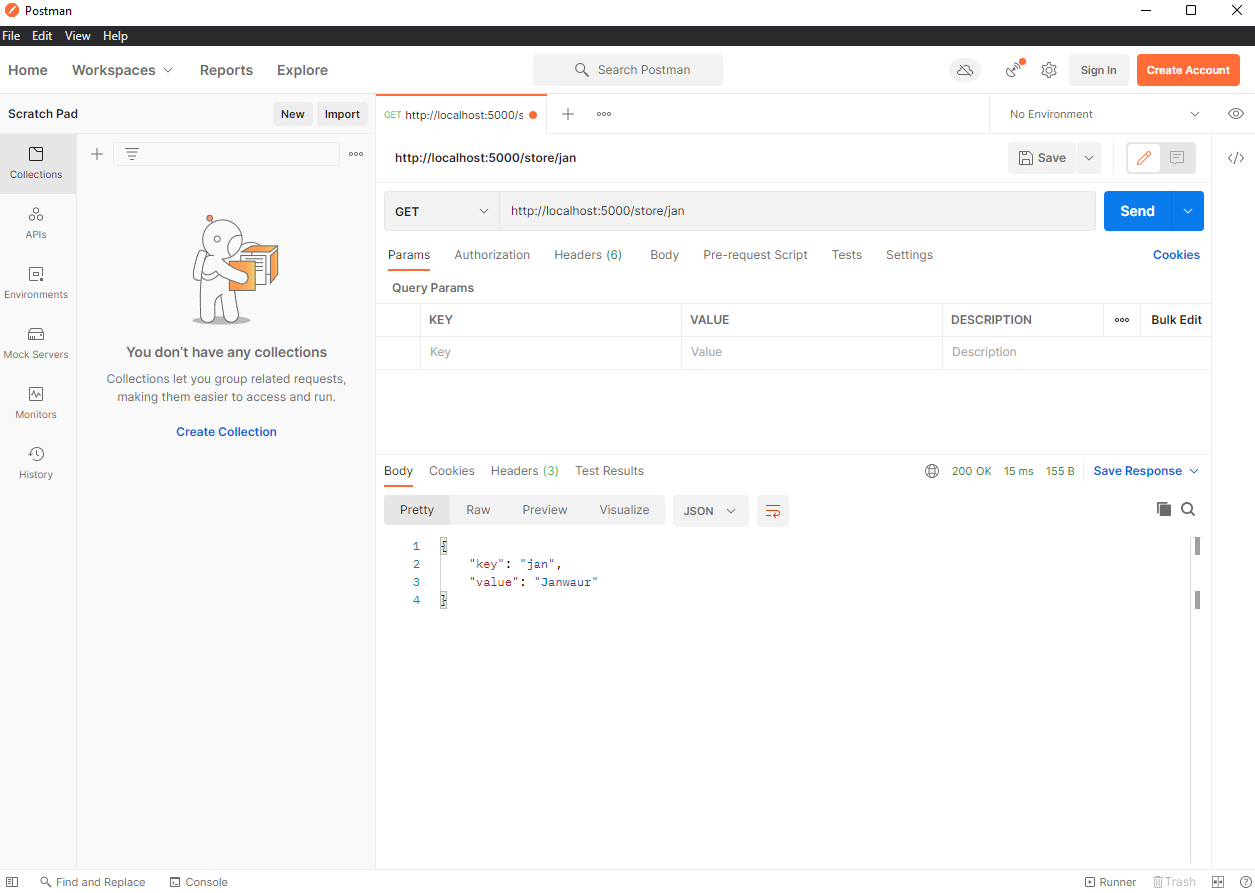 Postman
File Edit View Help
Home Workspaces Reports Explore Search Postman Sign In Create Account
Scratch Pad New Import GET http://localhost:5000/s No Environment
http://localhost:5000/store/jan Save
Collections
APIs
Environments
Mock Servers
Monitors
History
You don't have any collections
Collections let you group related requests,
making them easier to access and run.
Create Collection
GET http://localhost:5000/store/jan Send
Params Authorization Headers (6) Body Pre-request Script Tests Settings Cookies
Query Params
KEY VALUE DESCRIPTION Bulk Edit
Key Value Description
Body Cookies Headers (3) Test Results 200 OK 15 ms 155 B Save Response
Pretty Raw Preview Visualize JSON
1 {
2 "key": "jan",
3 "value": "Janwaur"
4 }
Find and Replace Console Runner Trash